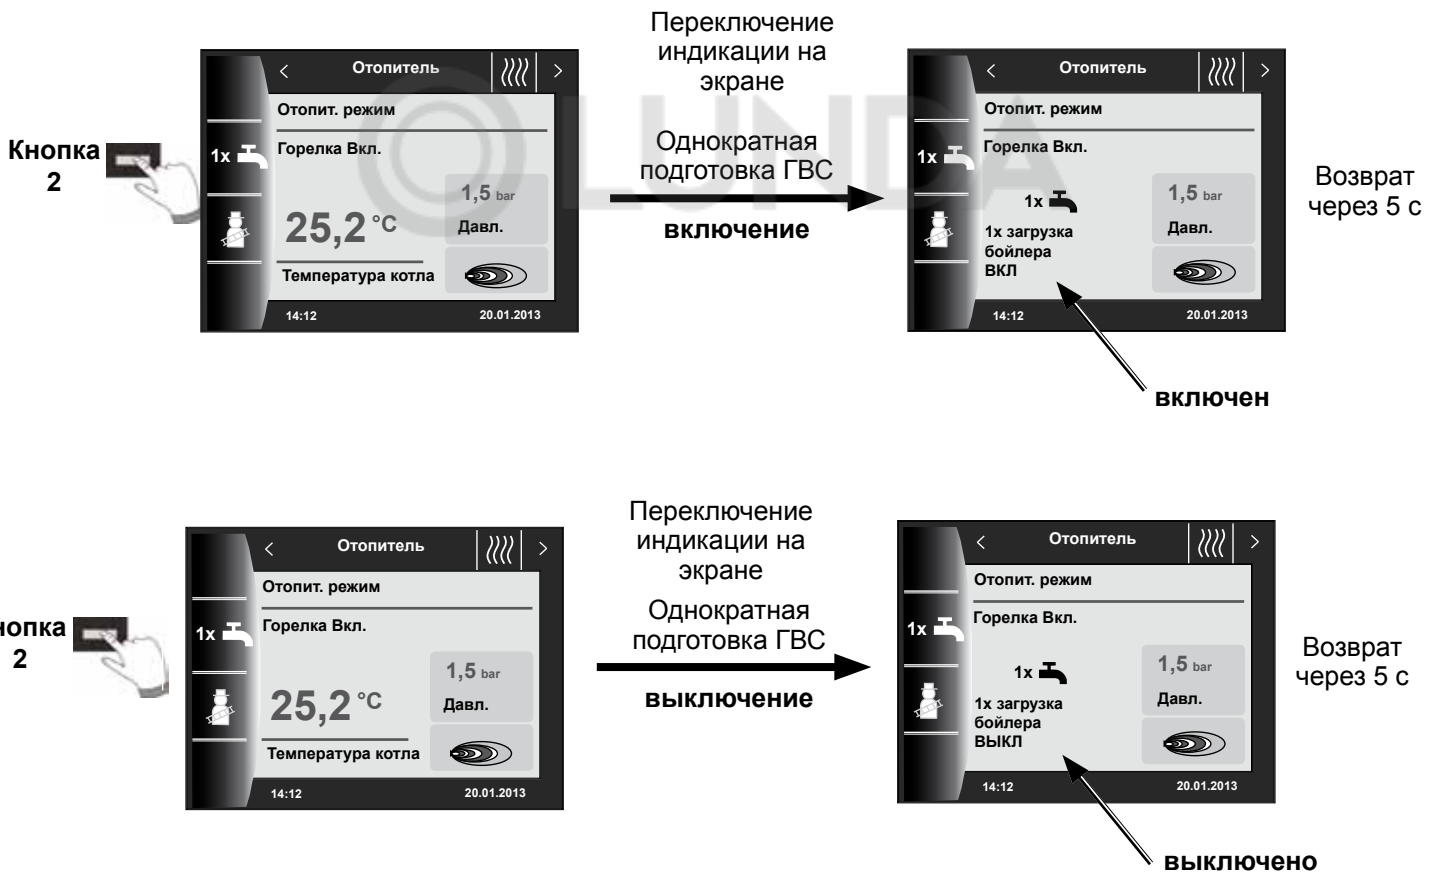 Переключение
индикации на
экране
Однократная
подготовка ГВС
включение
Кнопка
2
Отопитель
Отопит. режим
1x
Горелка Вкл.
25,2 °C
1,5 bar
Давл.
Температура котла
14:12 20.01.2013
Отопитель
Отопит. режим
1x
Горелка Вкл.
1x
1x загрузка
бойлера
ВКЛ
1,5 bar
Давл.
14:12 20.01.2013
Возврат
через 5 с
включен
LUNDA
Переключение
индикации на
экране
Однократная
подготовка ГВС
выключение
нопка
2
Отопитель
Отопит. режим
1x
Горелка Вкл.
25,2 °C
1,5 bar
Давл.
Температура котла
14:12 20.01.2013
Отопитель
Отопит. режим
1x
Горелка Вкл.
1x
1x загрузка
бойлера
ВЫКЛ
1,5 bar
Давл.
14:12 20.01.2013
Возврат
через 5 с
выключено